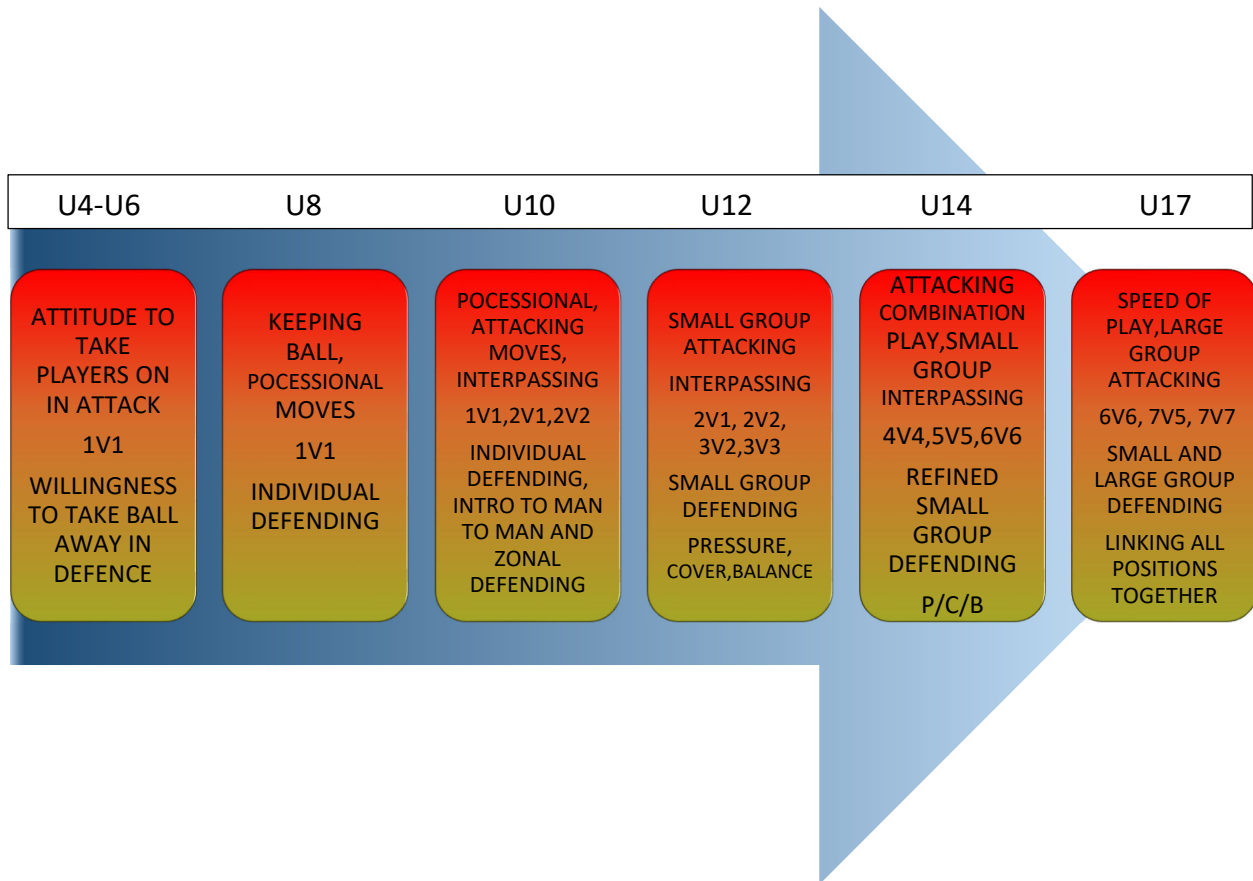 U4-U6
U8
U10
U12
U14
U17
ATTITUDE TO
TAKE
PLAYERS ON
IN ATTACK
1V1
WILLINGNESS
TO TAKE BALL
AWAY IN
DEFENCE
KEEPING
BALL,
POCESSIONAL
MOVES
1V1
INDIVIDUAL
DEFENDING
POCESSIONAL,
ATTACKING
MOVES,
INTERPASSING
1V1,2V1,2V2
INDIVIDUAL
DEFENDING,
INTRO TO MAN
TO MAN AND
ZONAL
DEFENDING
SMALL GROUP
ATTACKING
INTERPASSING
2V1, 2V2,
3V2,3V3
SMALL GROUP
DEFENDING
PRESSURE,
COVER,BALANCE
ATTACKING
COMBINATION
PLAY,SMALL
GROUP
INTERPASSING
4V4,5V5,6V6
REFINED
SMALL
GROUP
DEFENDING
P/C/B
SPEED OF
PLAY,LARGE
GROUP
ATTACKING
6V6, 7V5, 7V7
SMALL AND
LARGE GROUP
DEFENDING
LINKING ALL
POSITIONS
TOGETHER